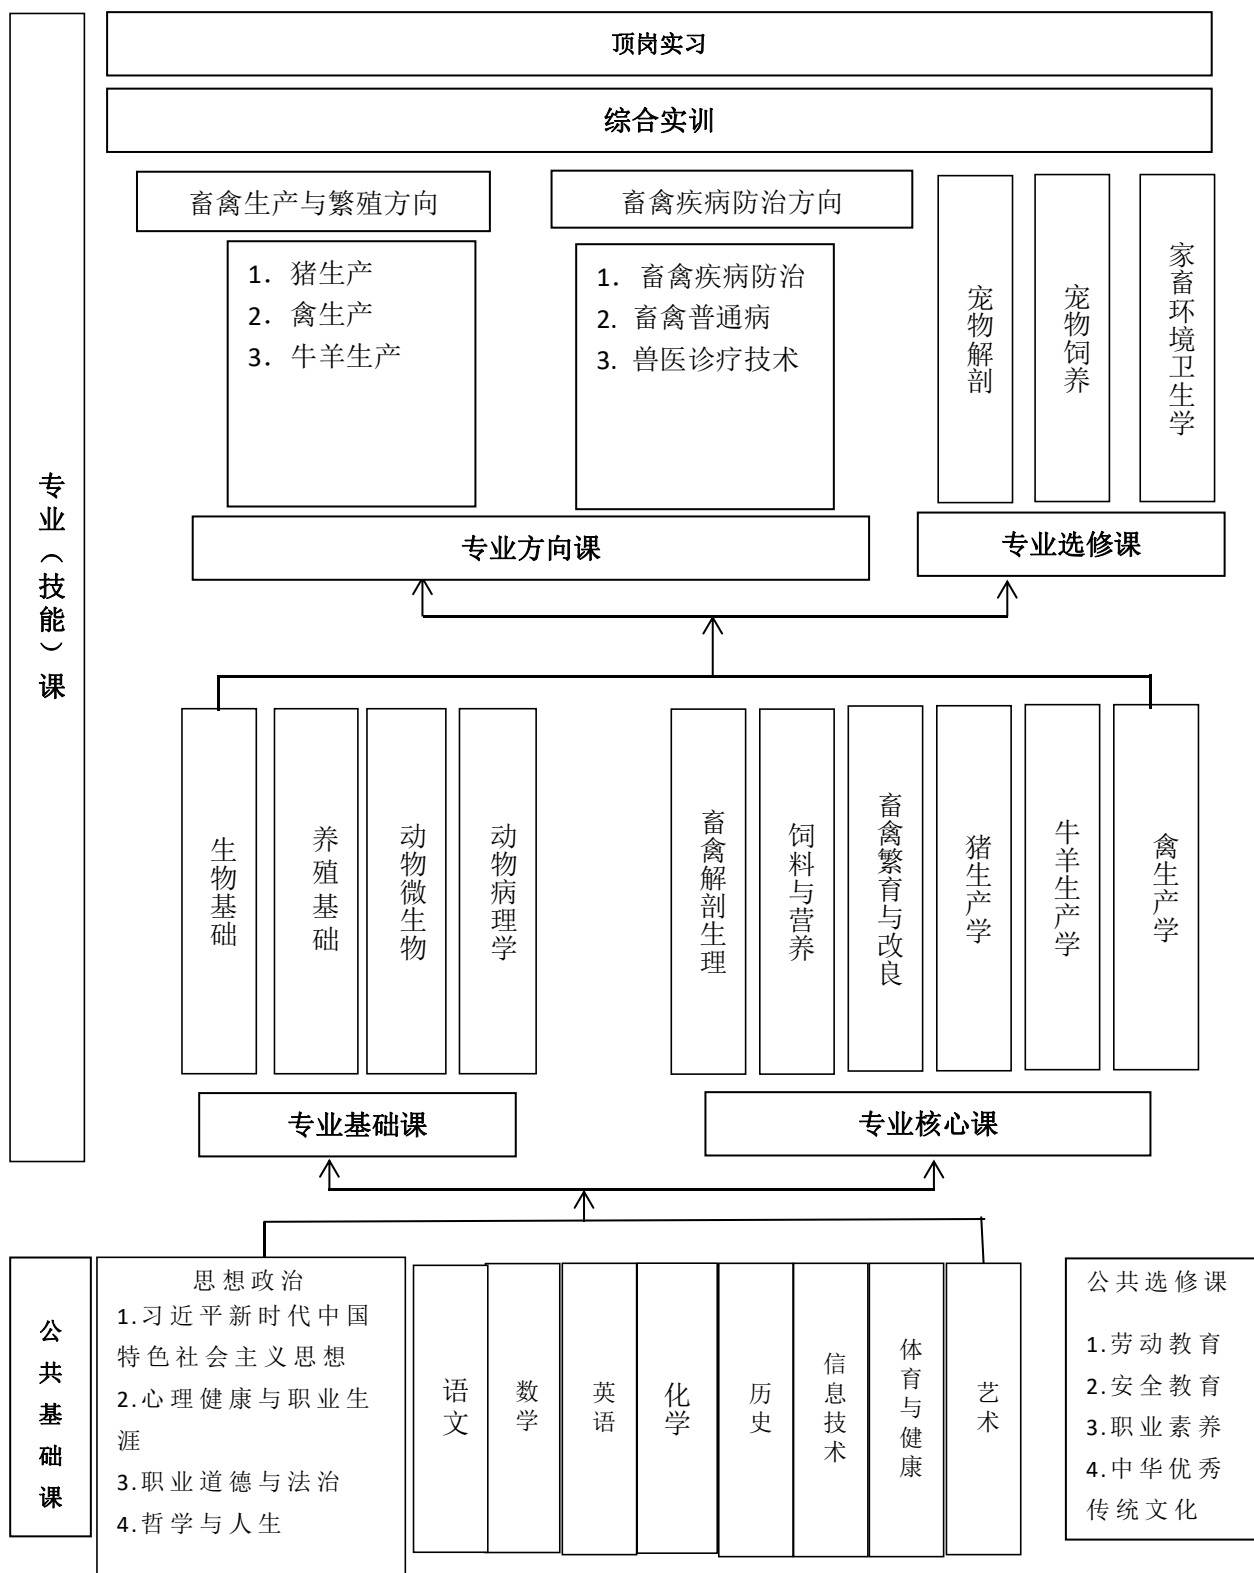 顶岗实习
综合实训
畜禽生产与繁殖方向
畜禽疾病防治方向
1. 猪生产
2. 禽生产
3. 牛羊生产
1. 畜禽疾病防治
2. 畜禽普通病
3. 兽医诊疗技术
宠物解剖
宠物饲养
家畜环境卫生学
专业方向课
专业选修课
专业（技能）课
生物基础
养殖基础
动物微生物
动物病理学
畜禽解剖生理
饲料与营养
畜禽繁育与改良
猪生产学
牛羊生产学
禽生产学
专业基础课
专业核心课
公共基础课
思想政治
1.习近平新时代中国
特色社会主义思想
2.心理健康与职业生
涯
3.职业道德与法治
4.哲学与人生
语文
数学
英语
化学
历史
信息技术
体育与健康
艺术
公共选修课
1.劳动教育
2.安全教育
3.职业素养
4.中华优秀
传统文化